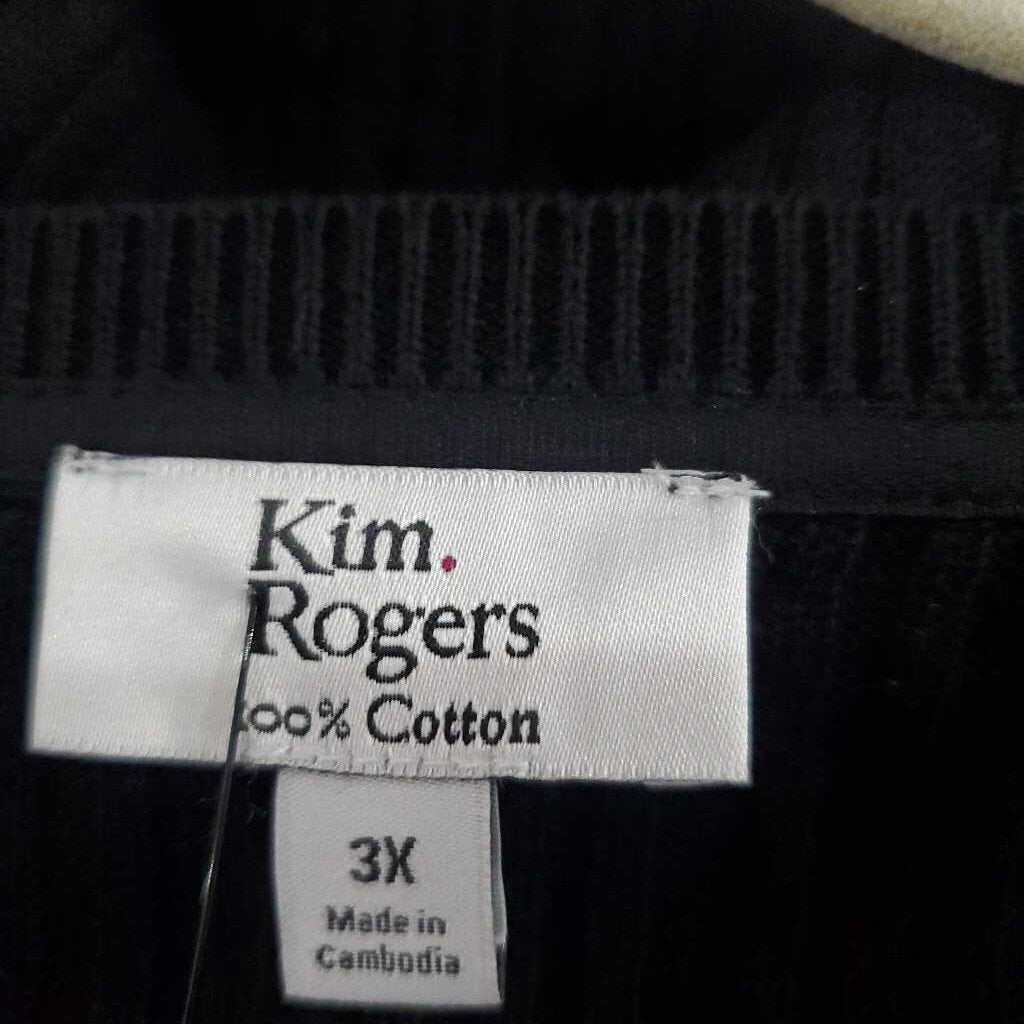 Kim.
Rogers
100% Cotton
3X
Made in
Cambodia